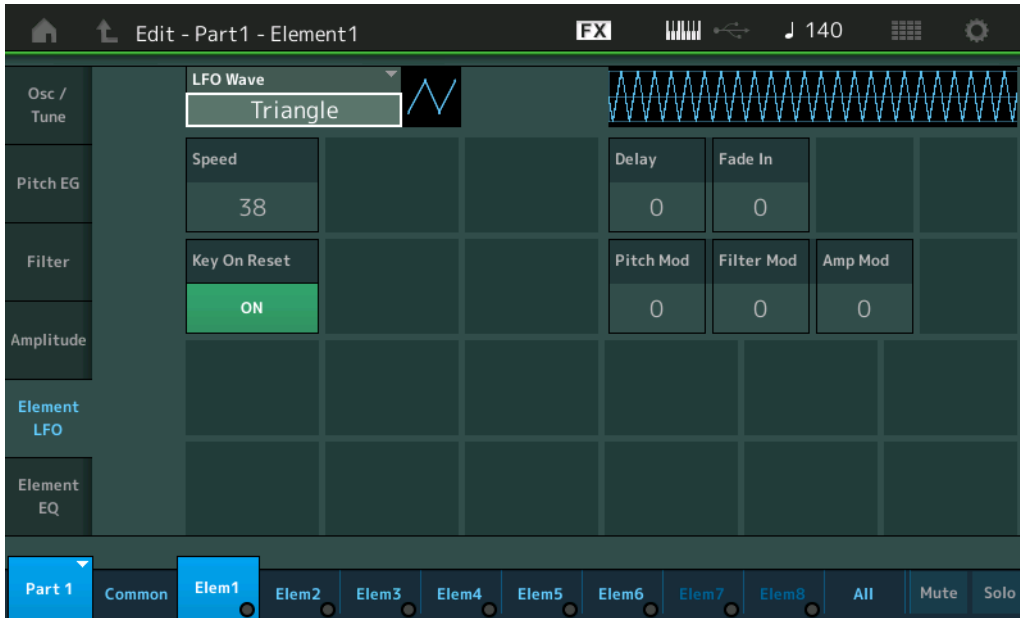 Edit - Part1 - Element1
FX
♩ 140
Osc /
Tune
Pitch EG
Filter
Amplitude
Element
LFO
Element
EQ
LFO Wave
Triangle
Speed
38
Delay
0
Fade In
0
Key On Reset
ON
Pitch Mod
0
Filter Mod
0
Amp Mod
0
Part 1
Common
Elem1
Elem2
Elem3
Elem4
Elem5
Elem6
Elem7
Elem8
All
Mute
Solo